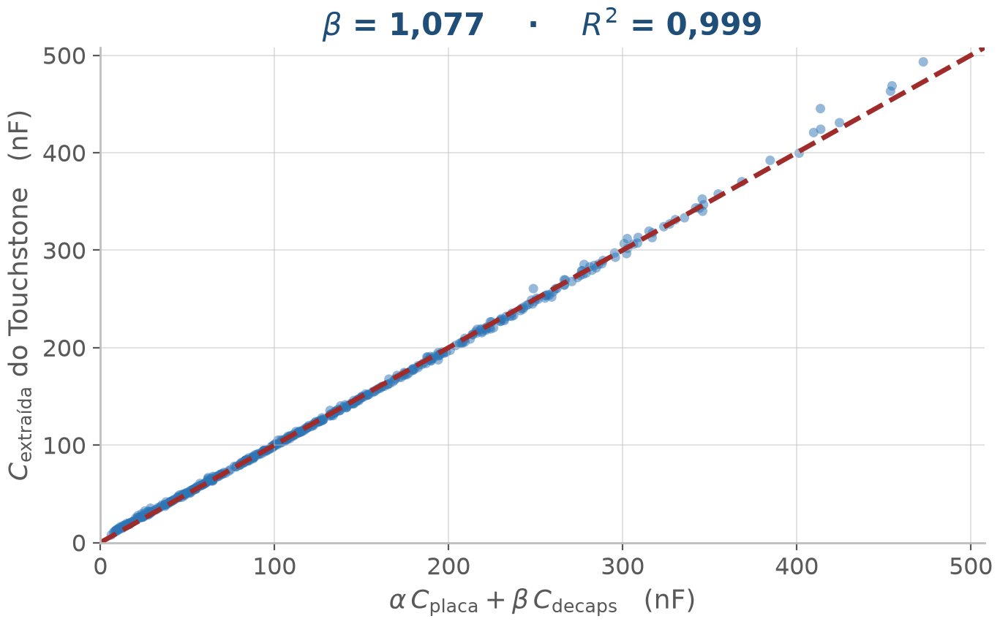 β = 1,077 · R² = 0,999
C_extraída do Touchstone (nF)
500
400
300
200
100
0
0 100 200 300 400 500
α C_placa + β C_decaps (nF)